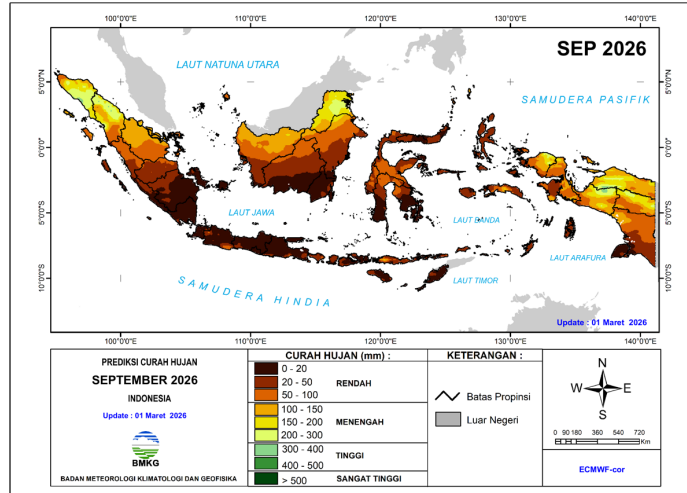 100°0'0"E 110°0'0"E 120°0'0"E 130°0'0"E 140°0'0"E
SEP 2026
LAUT NATUNA UTARA
SAMUDERA PASIFIK
5°0'0"N
0°0'0"
5°0'0"S
10°0'0"S
5°0'0"N
0°0'0"
5°0'0"S
10°0'0"S
LAUT JAWA
LAUT BANDA
LAUT ARAFURA
LAUT TIMOR
SAMUDERA HINDIA
Update : 01 Maret 2026
100°0'0"E 110°0'0"E 120°0'0"E 130°0'0"E 140°0'0"E
PREDIKSI CURAH HUJAN
SEPTEMBER 2026
INDONESIA
Update : 01 Maret 2026
BMKG
BADAN METEOROLOGI KLIMATOLOGI DAN GEOFISIKA
CURAH HUJAN (mm) :
0 - 20
20 - 50 RENDAH
50 - 100
100 - 150
150 - 200 MENENGAH
200 - 300
300 - 400 TINGGI
400 - 500
> 500 SANGAT TINGGI
KETERANGAN :
Batas Propinsi
Luar Negeri
N
W E
S
0 90 180 360 540 720
Km
ECMWF-cor